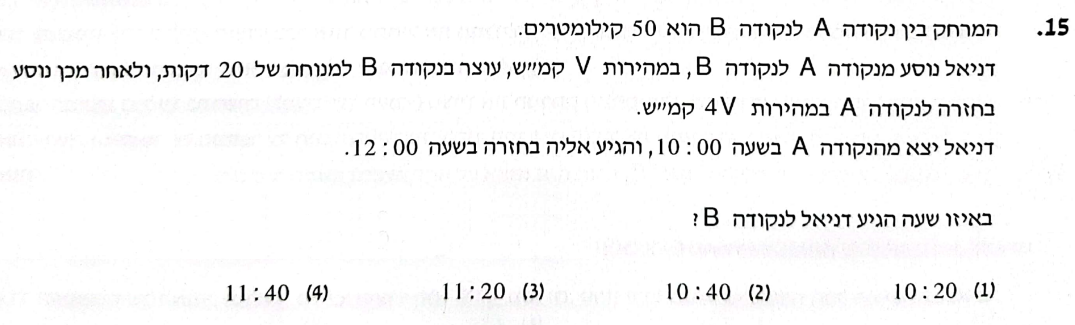 15. המרחק בין נקודה A לנקודה B הוא 50 קילומטרים.
דניאל נוסע מנקודה A לנקודה B, במהירות V קמ״ש, עוצר בנקודה B למנוחה של 20 דקות, ולאחר מכן נוסע
בחזרה לנקודה A במהירות 4V קמ״ש.
דניאל יצא מהנקודה A בשעה 10:00, והגיע אליה בחזרה בשעה 12:00.
באיזו שעה הגיע דניאל לנקודה B?
(1) 10:20 (2) 10:40 (3) 11:20 (4) 11:40